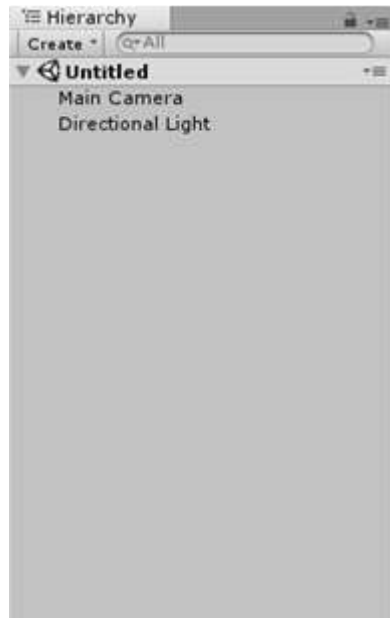 Hierarchy
Create All
Untitled
Main Camera
Directional Light